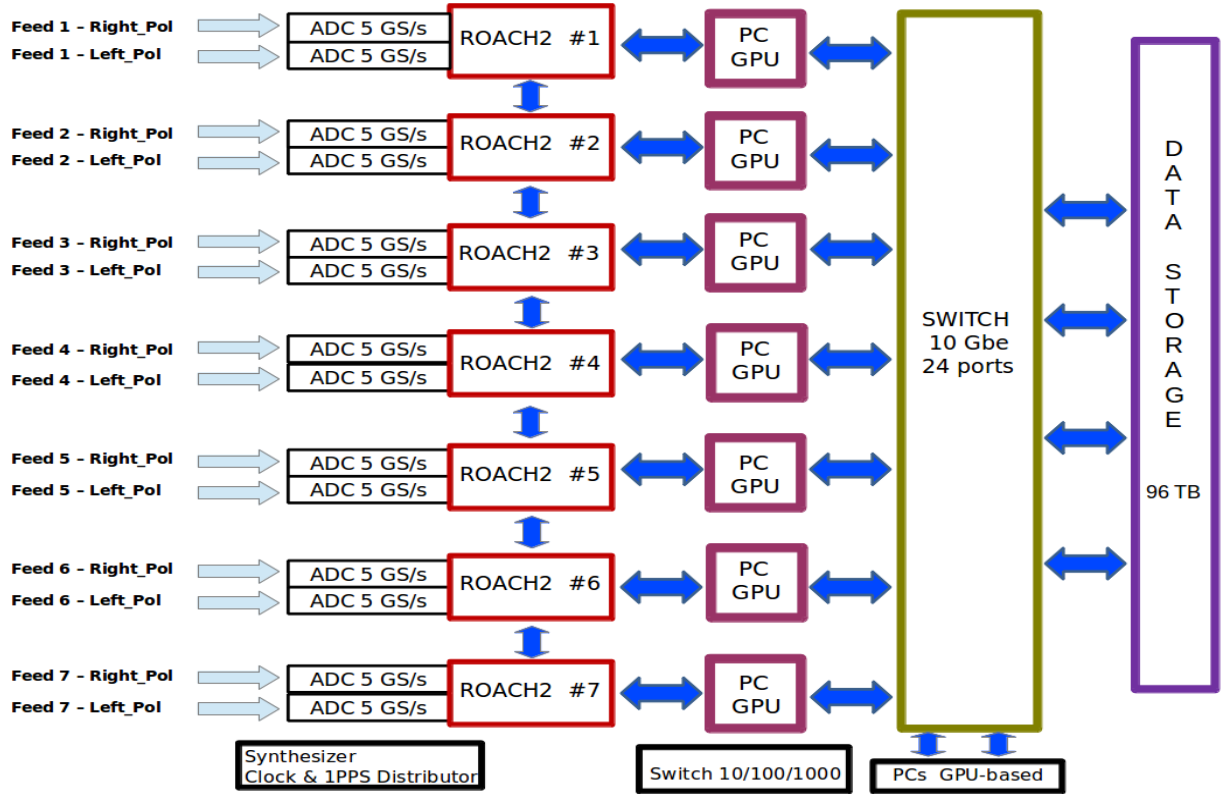 Feed 1 – Right_Pol
Feed 1 – Left_Pol
ADC 5 GS/s
ADC 5 GS/s
ROACH2 #1
PC
GPU
Feed 2 – Right_Pol
Feed 2 – Left_Pol
ADC 5 GS/s
ADC 5 GS/s
ROACH2 #2
PC
GPU
Feed 3 – Right_Pol
Feed 3 – Left_Pol
ADC 5 GS/s
ADC 5 GS/s
ROACH2 #3
PC
GPU
Feed 4 – Right_Pol
Feed 4 – Left_Pol
ADC 5 GS/s
ADC 5 GS/s
ROACH2 #4
PC
GPU
Feed 5 – Right_Pol
Feed 5 – Left_Pol
ADC 5 GS/s
ADC 5 GS/s
ROACH2 #5
PC
GPU
Feed 6 – Right_Pol
Feed 6 – Left_Pol
ADC 5 GS/s
ADC 5 GS/s
ROACH2 #6
PC
GPU
Feed 7 – Right_Pol
Feed 7 – Left_Pol
ADC 5 GS/s
ADC 5 GS/s
ROACH2 #7
PC
GPU
SWITCH
10 Gbe
24 ports
DATA STORAGE
96 TB
Synthesizer
Clock & 1PPS Distributor
Switch 10/100/1000
PCs GPU-based